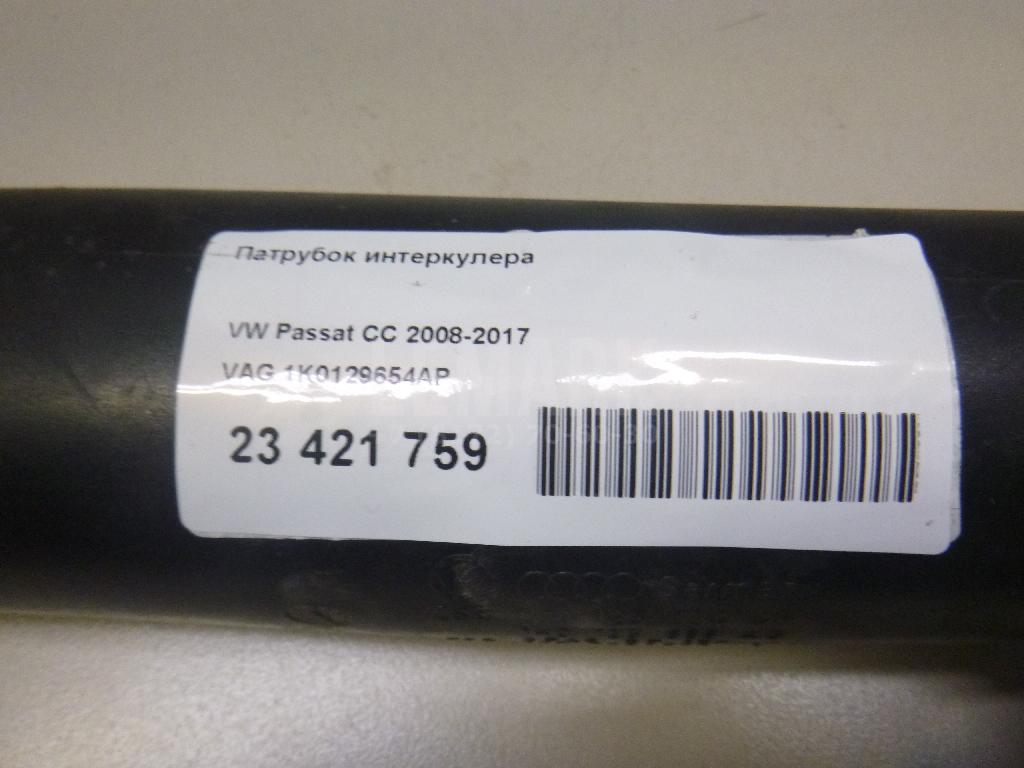 Патрубок интеркулера
VW Passat CC 2008-2017
VAG 1K0129654AP
23 421 759